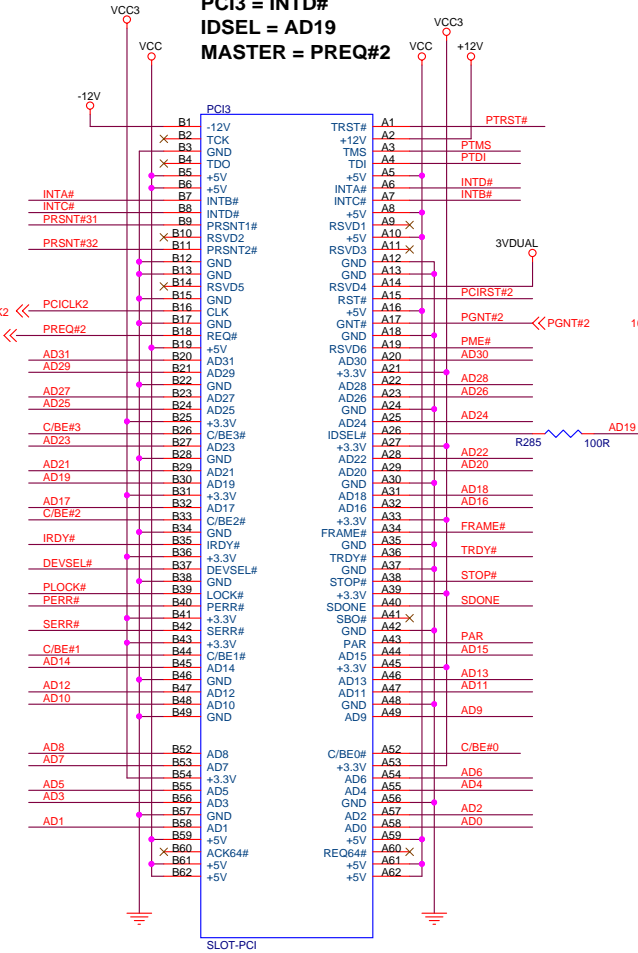 PCI3 = INTD#
IDSEL = AD19
MASTER = PREQ#2
VCC3 VCC3
VCC VCC +12V
-12V
PCI3
B1 -12V TRST# A1 PTRST#
B2 TCK +12V A2
B3 GND TMS A3 PTMS
B4 TDO TDI A4 PTDI
B5 +5V +5V A5
B6 +5V INTA# A6 INTD#
INTA# B7 INTB# INTC# A7 INTB#
INTC# B8 INTD# +5V A8
PRSNT#31 B9 PRSNT1# RSVD1 A9
B10 RSVD2 +5V A10
PRSNT#32 B11 PRSNT2# RSVD3 A11 3VDUAL
B12 GND GND A12
B13 GND GND A13
B14 RSVD5 RSVD4 A14
B15 GND RST# A15 PCIRST#2
PCICLK2 B16 CLK +5V A16
B17 GND GNT# A17 PGNT#2 PGNT#2
PREQ#2 B18 REQ# GND A18
B19 +5V RSVD6 A19 PME#
AD31 B20 AD31 AD30 A20 AD30
AD29 B21 AD29 +3.3V A21
B22 GND AD28 A22 AD28
AD27 B23 AD27 AD26 A23 AD26
AD25 B24 AD25 GND A24
B25 +3.3V AD24 A25 AD24
C/BE#3 B26 C/BE3# IDSEL# A26 R285 100R AD19
AD23 B27 AD23 +3.3V A27
B28 GND AD22 A28 AD22
AD21 B29 AD21 AD20 A29 AD20
AD19 B30 AD19 GND A30
B31 +3.3V AD18 A31 AD18
AD17 B32 AD17 AD16 A32 AD16
C/BE#2 B33 C/BE2# +3.3V A33
B34 GND FRAME# A34 FRAME#
IRDY# B35 IRDY# GND A35
B36 +3.3V TRDY# A36 TRDY#
DEVSEL# B37 DEVSEL# GND A37
B38 GND STOP# A38 STOP#
PLOCK# B39 LOCK# +3.3V A39
PERR# B40 PERR# SDONE A40 SDONE
B41 +3.3V SBO# A41
SERR# B42 SERR# GND A42
B43 +3.3V PAR A43 PAR
C/BE#1 B44 C/BE1# AD15 A44 AD15
AD14 B45 AD14 +3.3V A45
B46 GND AD13 A46 AD13
AD12 B47 AD12 AD11 A47 AD11
AD10 B48 AD10 GND A48
B49 GND AD9 A49 AD9
AD8 B52 AD8 C/BE0# A52 C/BE#0
AD7 B53 AD7 +3.3V A53
B54 +3.3V AD6 A54 AD6
AD5 B55 AD5 AD4 A55 AD4
AD3 B56 AD3 GND A56
B57 GND AD2 A57 AD2
AD1 B58 AD1 AD0 A58 AD0
B59 +5V +5V A59
B60 ACK64# REQ64# A60
B61 +5V +5V A61
B62 +5V +5V A62
SLOT-PCI